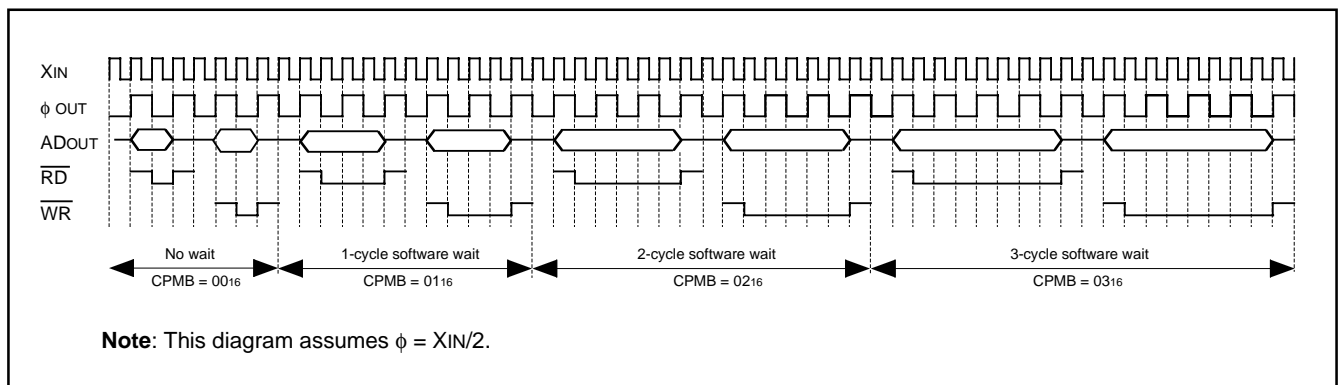 XIN
ϕ OUT
ADOUT
RD
WR
No wait
CPMB = 0016
1-cycle software wait
CPMB = 0116
2-cycle software wait
CPMB = 0216
3-cycle software wait
CPMB = 0316
Note: This diagram assumes ϕ = XIN/2.